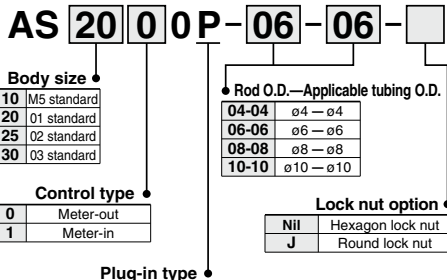 AS 20 0 0 P – 06 – 06 –
Body size
10 M5 standard
20 01 standard
25 02 standard
30 03 standard
Control type
0 Meter-out
1 Meter-in
Plug-in type
Rod O.D.—Applicable tubing O.D.
04-04 ø4 — ø4
06-06 ø6 — ø6
08-08 ø8 — ø8
10-10 ø10 — ø10
Lock nut option
Nil Hexagon lock nut
J Round lock nut